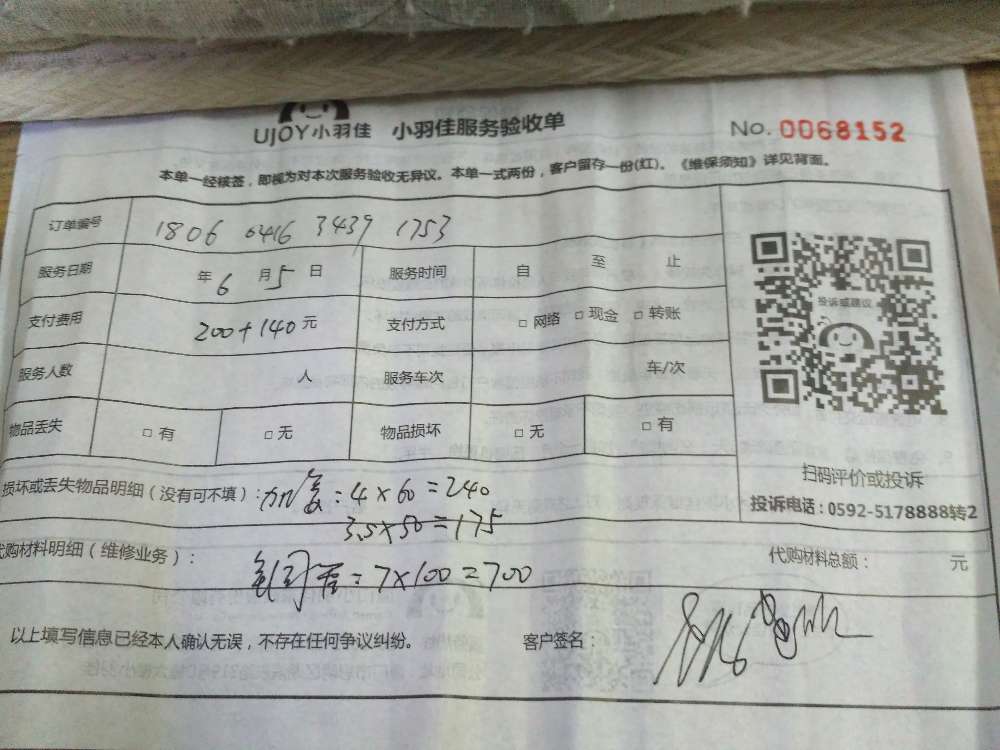 UJOY小羽佳 小羽佳服务验收单 No. 0068152
本单一经核签，即视为对本次服务验收无异议。本单一式两份，客户留存一份(红)。《维保须知》详见背面。
订单编号 1806 0416 3439 1753
服务日期 年6月5日 服务时间 自 至 止
支付费用 200+140元 支付方式 □ 网络 □ 现金 □ 转账
服务人数 人 服务车次 车/次
物品丢失 □ 有 □ 无 物品损坏 □ 无 □ 有
投诉或建议
扫码评价或投诉
投诉电话：0592-5178888转2
损坏或丢失物品明细（没有可不填）：加氟：4×60=240
3.5×50=175
代购材料明细（维修业务）： 7×100=700
代购材料总额： 元
以上填写信息已经本人确认无误，不存在任何争议纠纷。 客户签名：